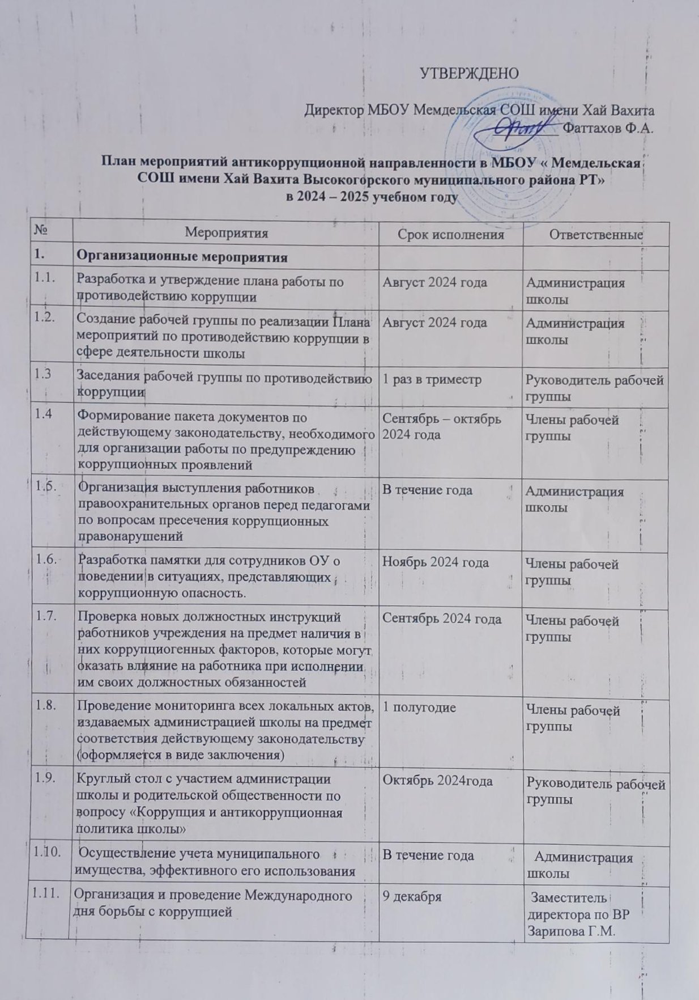 УТВЕРЖДЕНО
Директор МБОУ Мемдельская СОШ имени Хай Вахита
Фаттахов Ф.А.
План мероприятий антикоррупционной направленности в МБОУ « Мемдельская
СОШ имени Хай Вахита Высокогорского муниципального района РТ»
в 2024 – 2025 учебном году
№ Мероприятия Срок исполнения Ответственные
1. Организационные мероприятия
1.1. Разработка и утверждение плана работы по Август 2024 года Администрация
противодействию коррупции школы
1.2. Создание рабочей группы по реализации Плана Август 2024 года Администрация
мероприятий по противодействию коррупции в школы
сфере деятельности школы
1.3 Заседания рабочей группы по противодействию 1 раз в триместр Руководитель рабочей
коррупции группы
1.4 Формирование пакета документов по Сентябрь – октябрь Члены рабочей
действующему законодательству, необходимого 2024 года группы
для организации работы по предупреждению
коррупционных проявлений
1.5. Организация выступления работников В течение года Администрация
правоохранительных органов перед педагогами школы
по вопросам пресечения коррупционных
правонарушений
1.6. Разработка памятки для сотрудников ОУ о Ноябрь 2024 года Члены рабочей
поведении в ситуациях, представляющих группы
коррупционную опасность.
1.7. Проверка новых должностных инструкций Сентябрь 2024 года Члены рабочей
работников учреждения на предмет наличия в группы
них коррупциогенных факторов, которые могут
оказать влияние на работника при исполнении
им своих должностных обязанностей
1.8. Проведение мониторинга всех локальных актов, 1 полугодие Члены рабочей
издаваемых администрацией школы на предмет группы
соответствия действующему законодательству
(оформляется в виде заключения)
1.9. Круглый стол с участием администрации Октябрь 2024года Руководитель рабочей
школы и родительской общественности по группы
вопросу «Коррупция и антикоррупционная
политика школы»
1.10. Осуществление учета муниципального В течение года Администрация
имущества, эффективного его использования школы
1.11. Организация и проведение Международного 9 декабря Заместитель
дня борьбы с коррупцией директора по ВР
Зарипова Г.М.